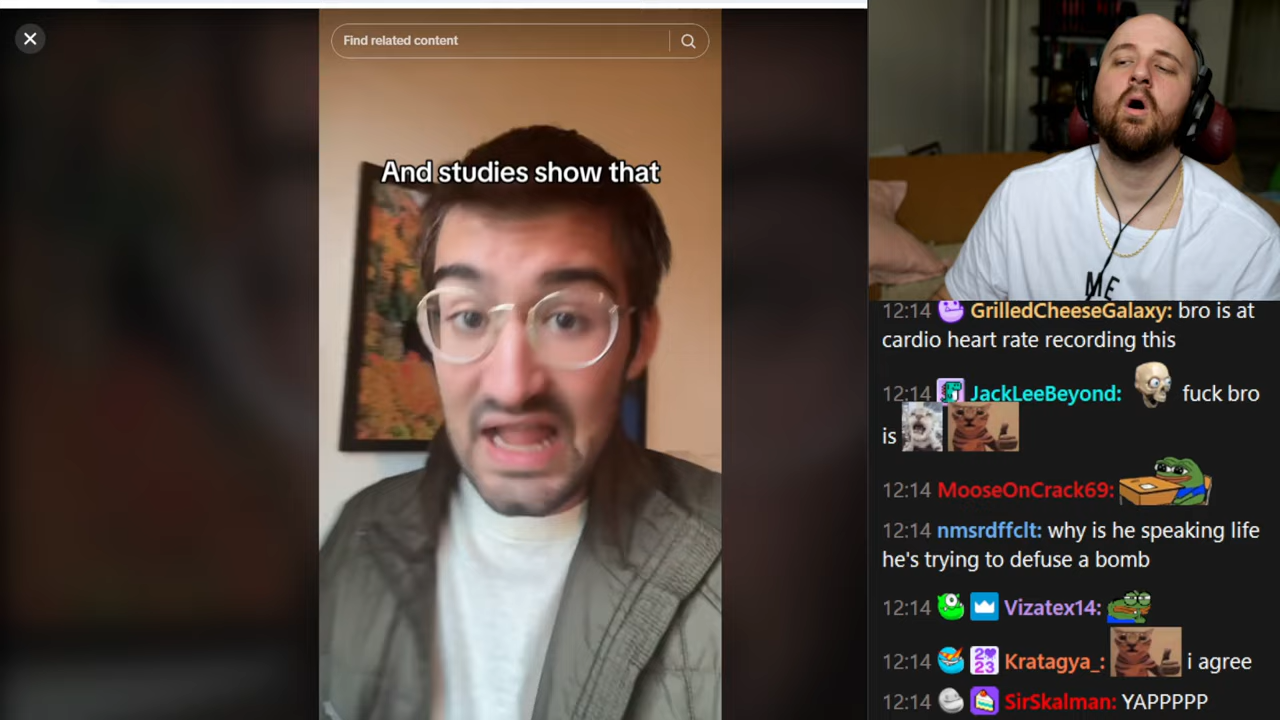 Find related content
And studies show that
ME
12:14 GrilledCheeseGalaxy: bro is at
cardio heart rate recording this
12:14 JackLeeBeyond: fuck bro
is
12:14 MooseOnCrack69:
12:14 nmsrdffclt: why is he speaking life
he's trying to defuse a bomb
12:14 Vizatex14:
12:14 2023 Kratagya_: i agree
12:14 SirSkalman: YAPPPPP